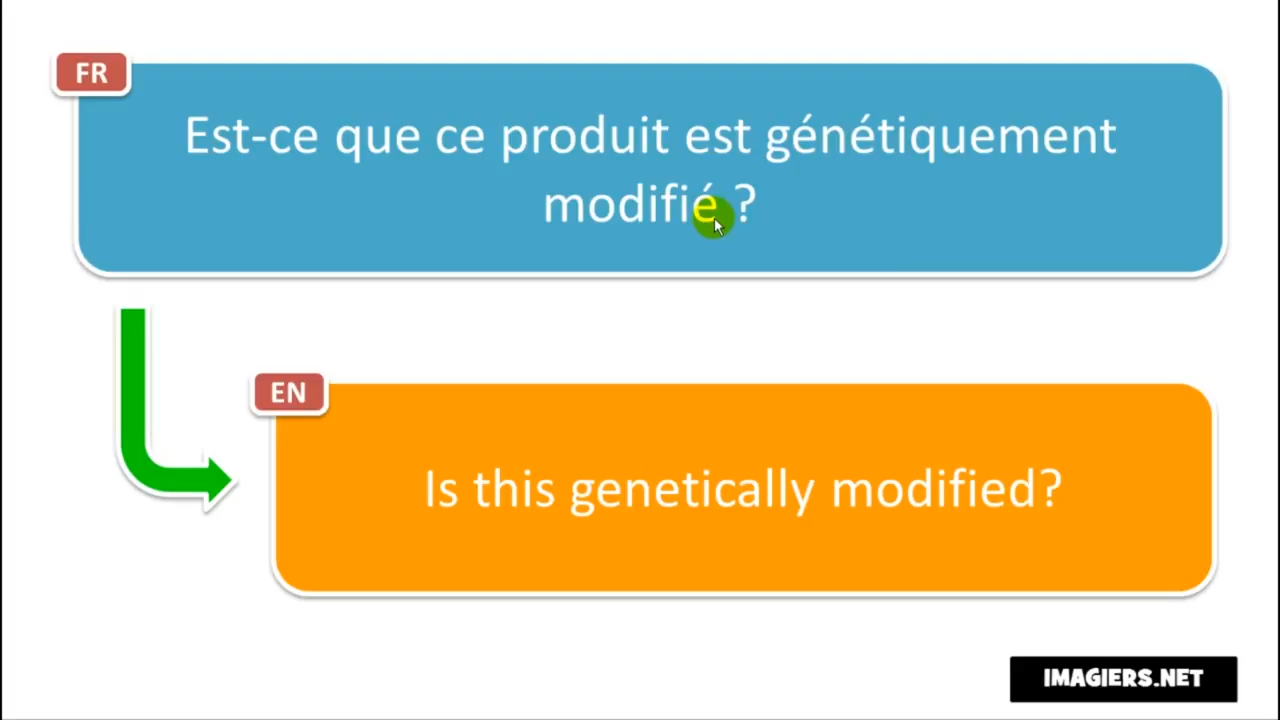 FR
Est-ce que ce produit est génétiquement
modifié ?
EN
Is this genetically modified?
IMAGIERS.NET